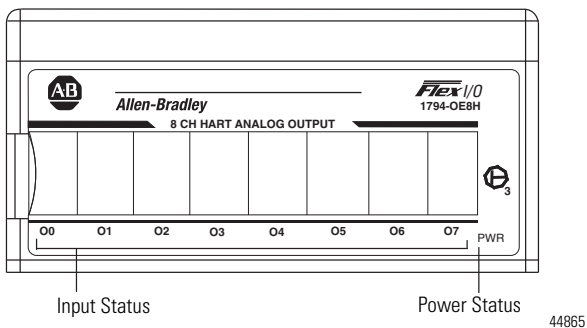 AB
Flex I/O
Allen-Bradley
1794-OE8H
8 CH HART ANALOG OUTPUT
3
O0 O1 O2 O3 O4 O5 O6 O7 PWR
Input Status
Power Status
44865